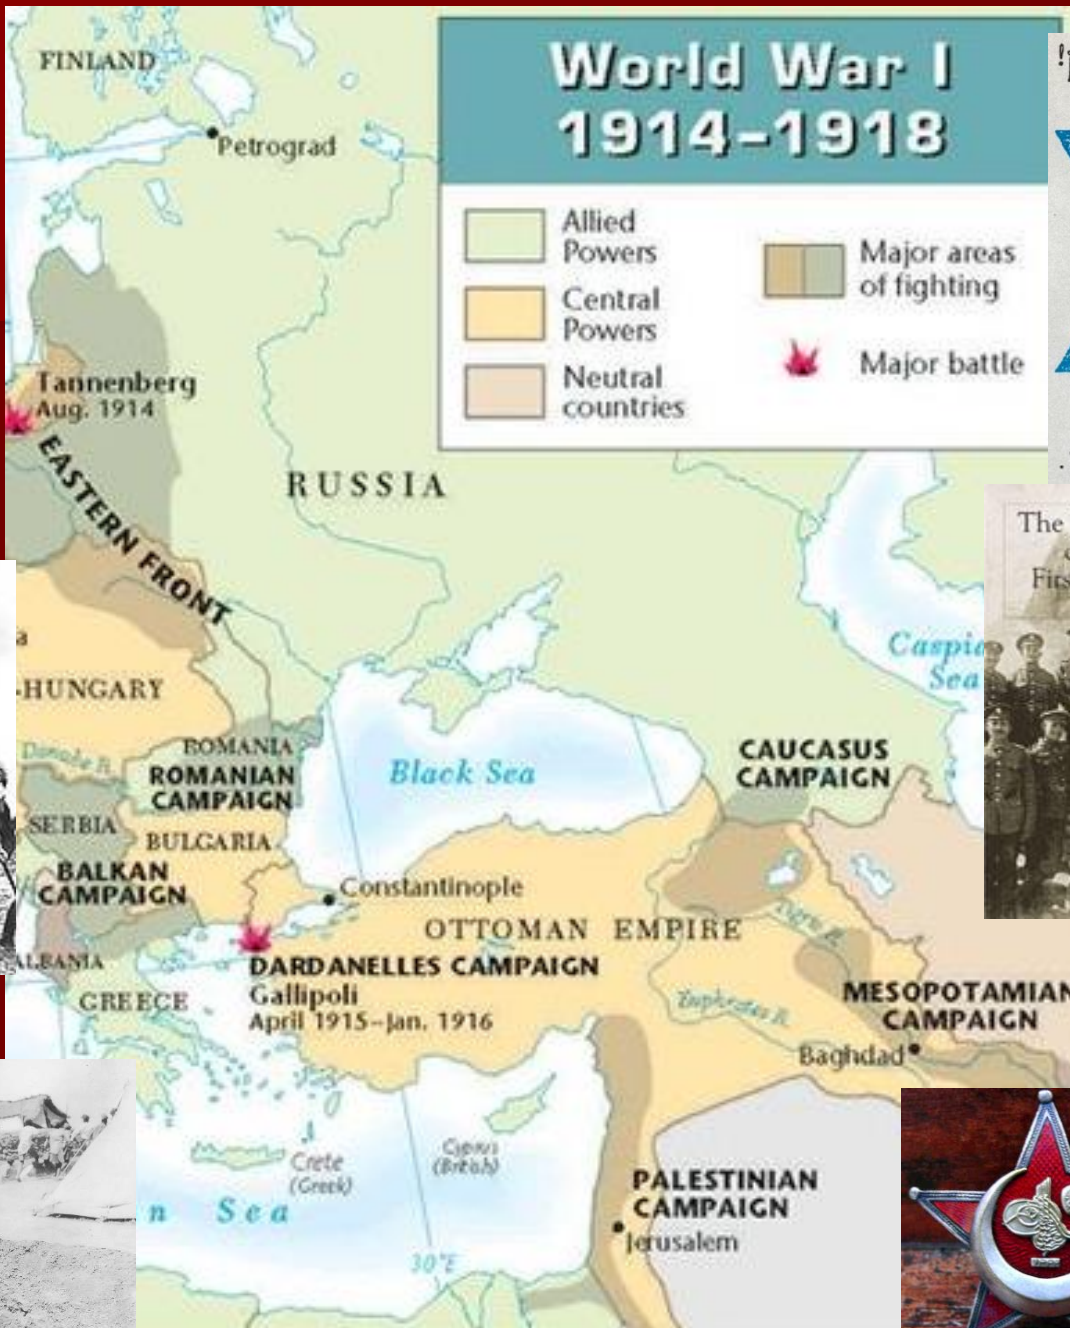 World War I
1914–1918
Allied
Powers
Central
Powers
Neutral
countries
Major areas
of fighting
Major battle
FINLAND
Petrograd
Tannenberg
Aug. 1914
EASTERN FRONT
RUSSIA
The
Caspia
Sea
-HUNGARY
Danube R.
ROMANIA
ROMANIAN
CAMPAIGN
Black Sea
CAUCASUS
CAMPAIGN
SERBIA
BULGARIA
BALKAN
CAMPAIGN
Constantinople
OTTOMAN EMPIRE
Tigris R.
ALBANIA
GREECE
DARDANELLES CAMPAIGN
Gallipoli
April 1915–Jan. 1916
Euphrates R.
MESOPOTAMIAN
CAMPAIGN
Baghdad
Crete
(Greek)
Cyprus
(British)
n Sea
30°E
PALESTINIAN
CAMPAIGN
Jerusalem